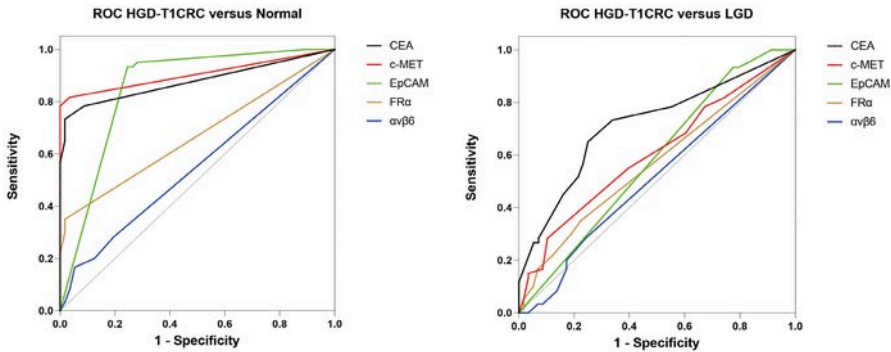 ROC HGD-T1CRC versus Normal
1.0
0.8
0.6
0.4
0.2
0.0
Sensitivity
0.0
0.2
0.4
0.6
0.8
1.0
1 - Specificity
CEA
c-MET
EpCAM
FRα
αvβ6
ROC HGD-T1CRC versus LGD
1.0
0.8
0.6
0.4
0.2
0.0
Sensitivity
0.0
0.2
0.4
0.6
0.8
1.0
1 - Specificity
CEA
c-MET
EpCAM
FRα
αvβ6